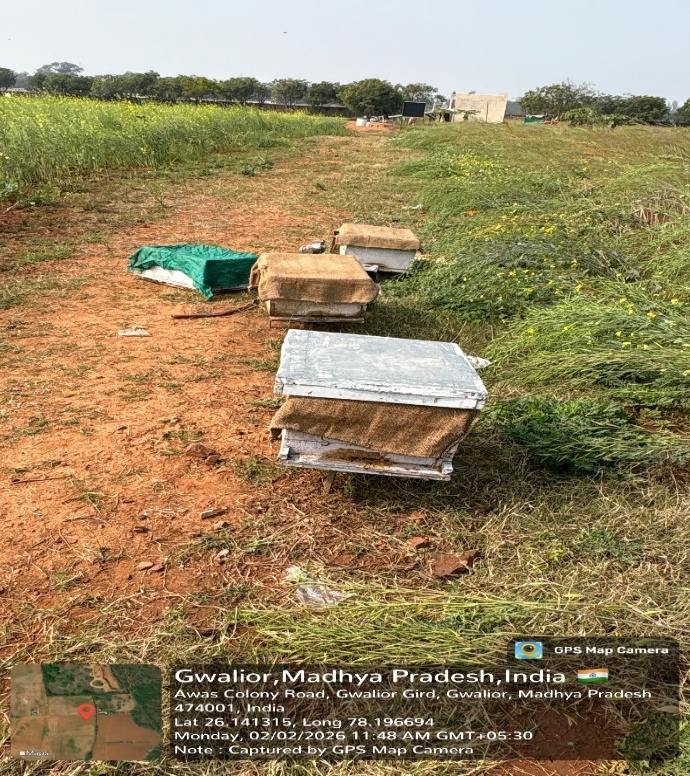 GPS Map Camera
Gwalior,Madhya Pradesh,India
Awas Colony Road, Gwalior Gird, Gwalior, Madhya Pradesh
474001, India
Lat 26.141315, Long 78.196694
Monday, 02/02/2026 11:48 AM GMT+05:30
Note : Captured by GPS Map Camera